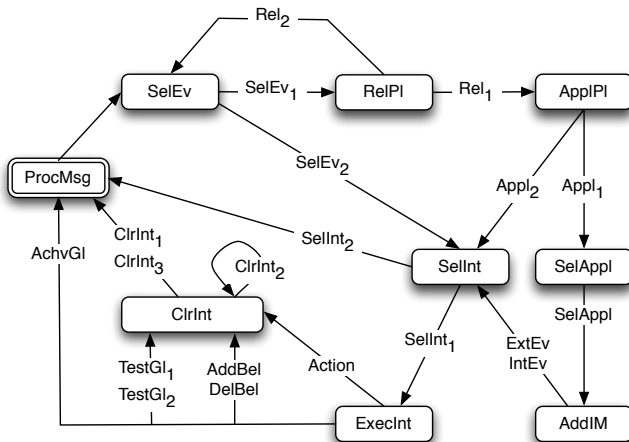 Rel₂
SelEv
SelEv₁
RelPl
Rel₁
ApplPl
SelEv₂
ProcMsg
Appl₂
Appl₁
ClrInt₁
ClrInt₃
SelInt₂
AchvGl
ClrInt₂
SelInt
SelAppl
ClrInt
SelInt₁
SelAppl
ExtEv
IntEv
TestGl₁
TestGl₂
AddBel
DelBel
Action
ExecInt
AddIM